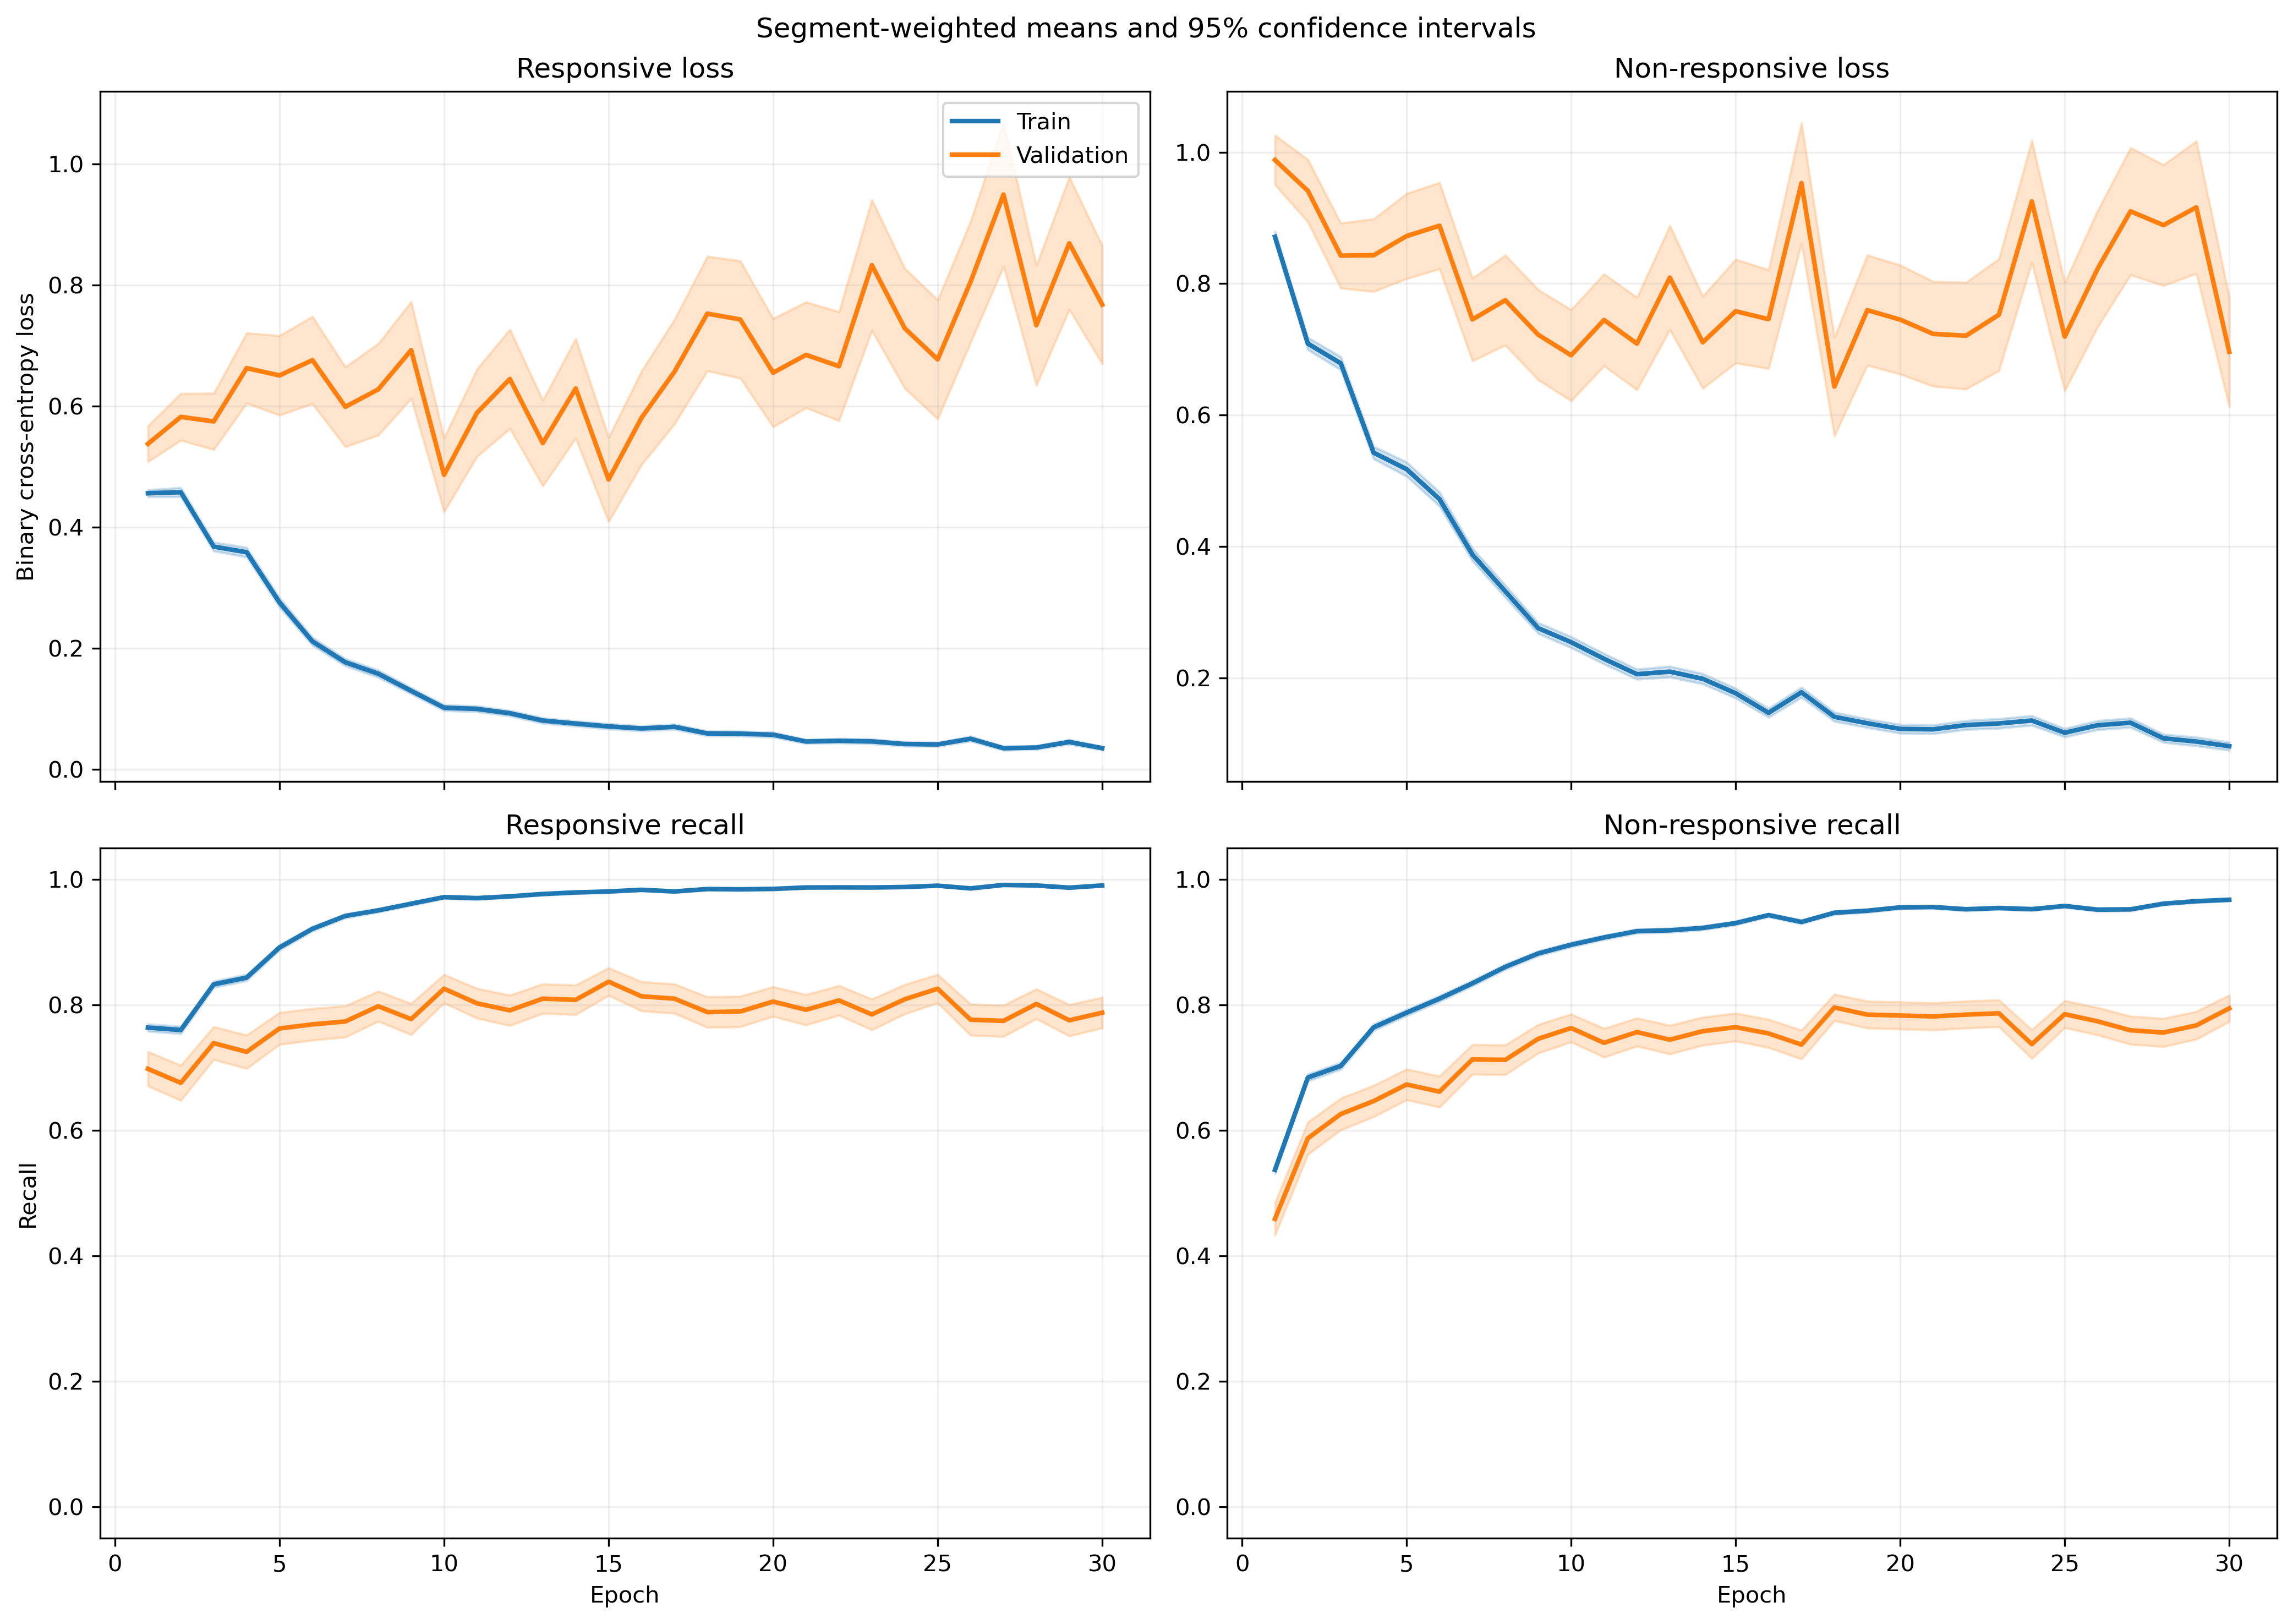 Segment-weighted means and 95% confidence intervals
Responsive loss
Non-responsive loss
Train
Validation
Binary cross-entropy loss
1.0
0.8
0.6
0.4
0.2
0.0
1.0
0.8
0.6
0.4
0.2
Responsive recall
Non-responsive recall
Recall
1.0
0.8
0.6
0.4
0.2
0.0
1.0
0.8
0.6
0.4
0.2
0.0
0 5 10 15 20 25 30
0 5 10 15 20 25 30
Epoch
Epoch